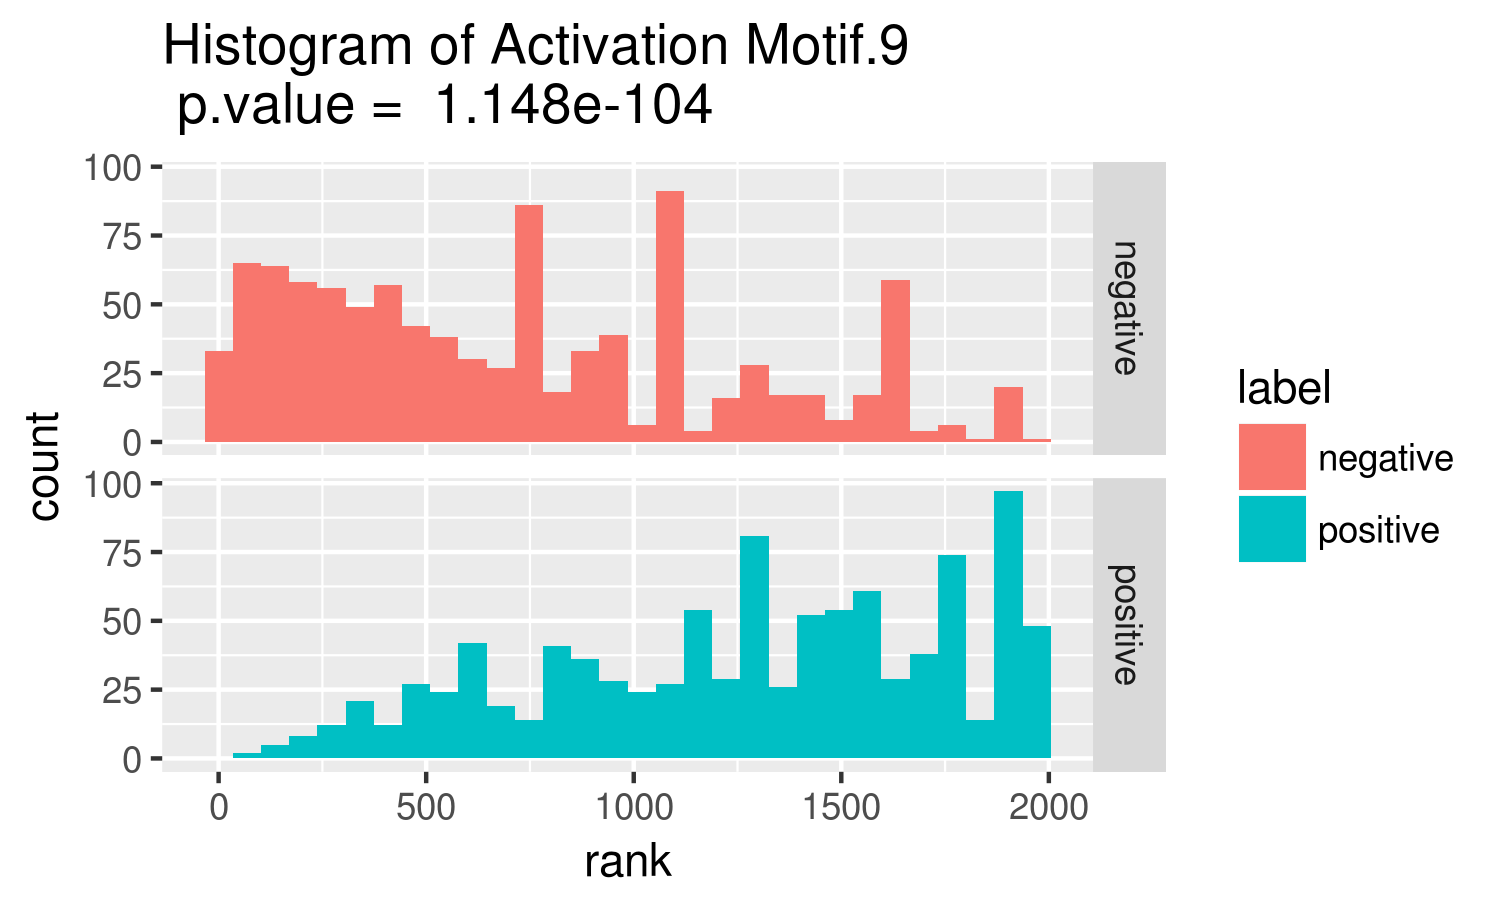 Histogram of Activation Motif.9
p.value = 1.148e-104
100
75
50
25
0
negative
100
75
50
25
0
positive
count
0 500 1000 1500 2000
rank
label
negative
positive